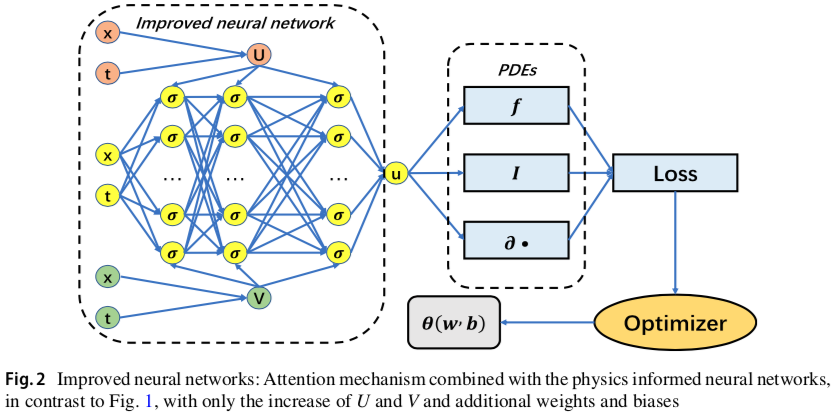 Improved neural network
x
U
t
σ σ σ
σ σ σ
x
t
... ... ...
σ σ σ
σ σ σ
x
V
t
u
PDEs
f
I
∂ •
Loss
Optimizer
θ(w, b)
Fig. 2 Improved neural networks: Attention mechanism combined with the physics informed neural networks,
in contrast to Fig. 1, with only the increase of U and V and additional weights and biases